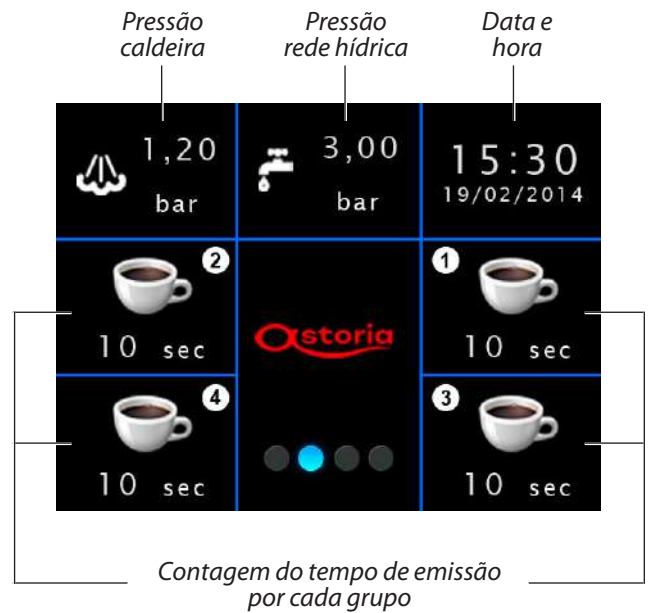 Pressão
caldeira
Pressão
rede hídrica
Data e
hora
1,20
bar
3,00
bar
15:30
19/02/2014
2
10 sec
1
10 sec
astoria
4
10 sec
3
10 sec
Contagem do tempo de emissão
por cada grupo